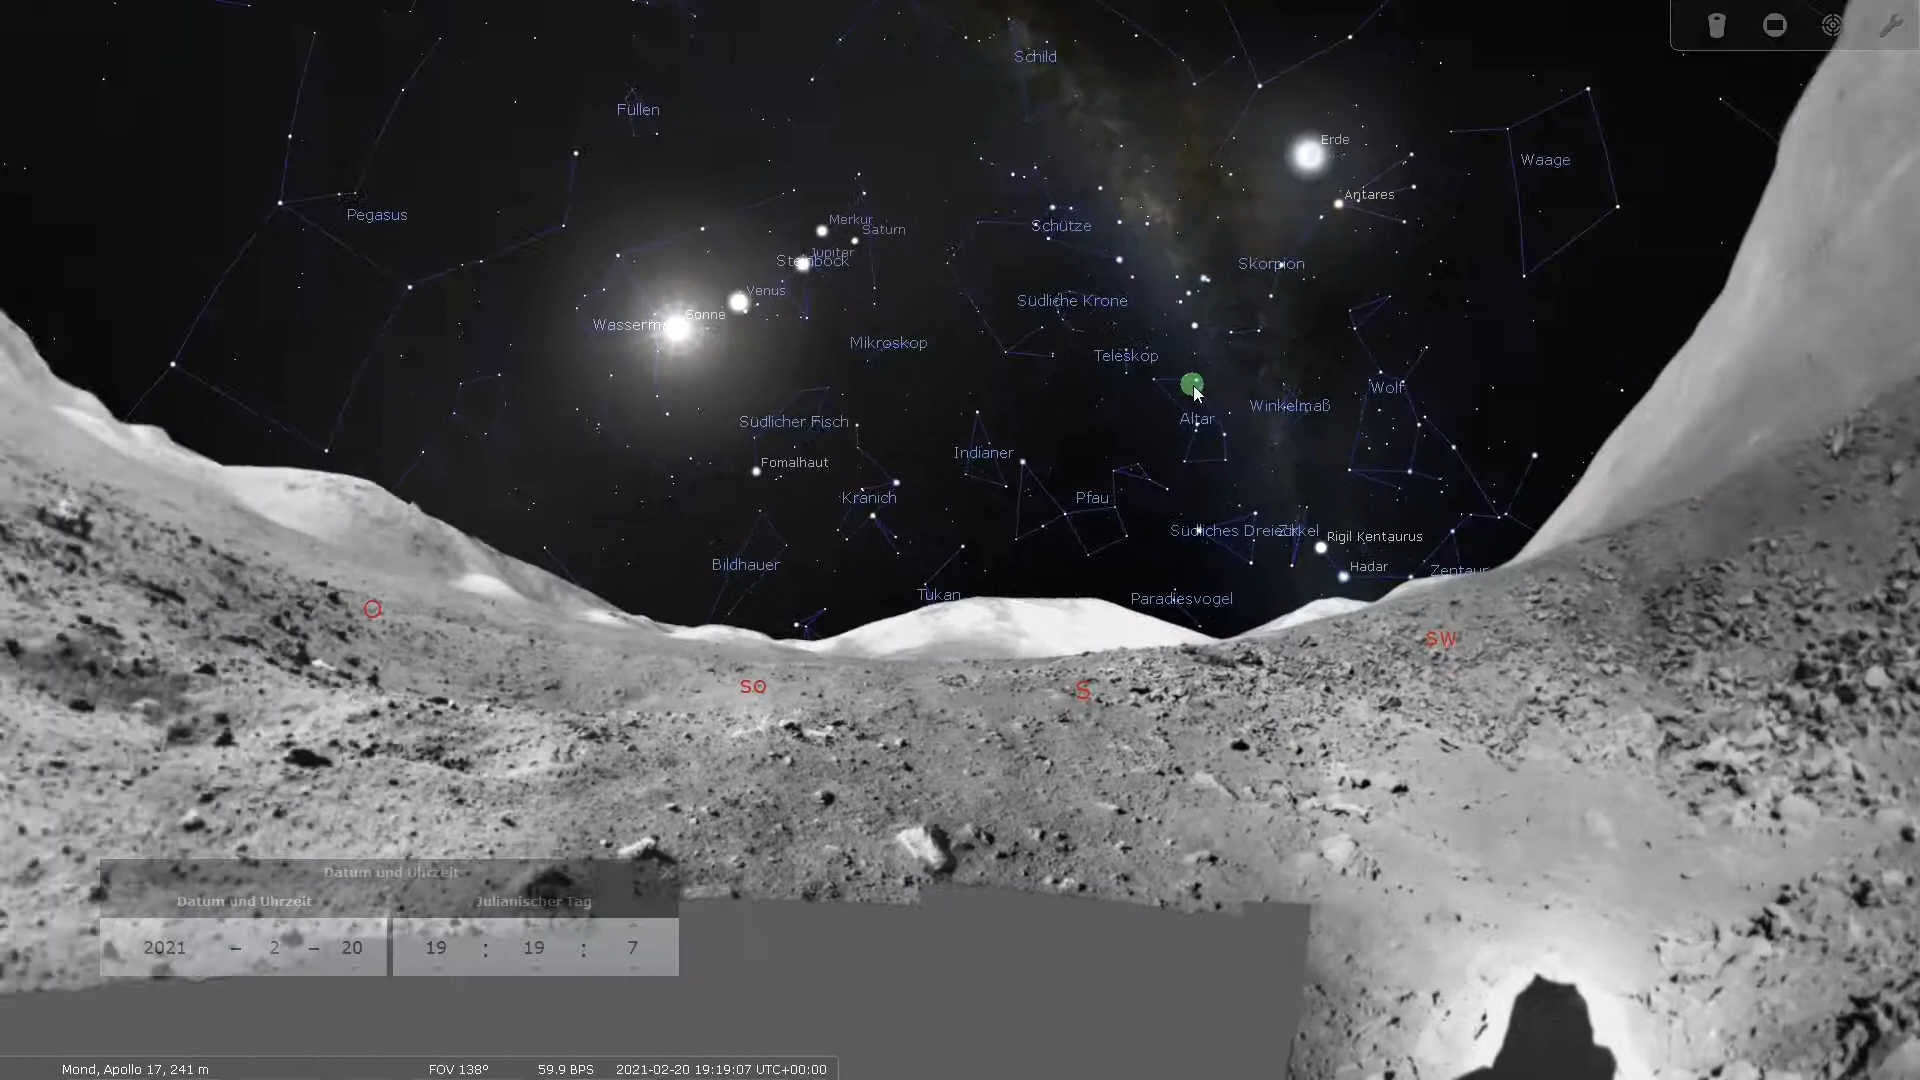 Schild
Füllen
Erde
Waage
Antares
Pegasus
Merkur
Schütze
Saturn
Jupiter
Steinbock
Skorpion
Venus
Südliche Krone
Sonne
Wasserma
Mikroskop
Teleskop
Wolf
Winkelmaß
Altar
Südlicher Fisch
Indianer
Fomalhaut
Kranich
Pfau
Südliches Dreieck
Zirkel
Rigil Kentaurus
Bildhauer
Hadar
Zentaur
Tukan
Paradiesvogel
O
SW
SO
S
Datum und Uhrzeit
Datum und Uhrzeit
Julianischer Tag
2021 - 2 - 20
19 : 19 : 7
Mond, Apollo 17, 241 m
FOV 138°
59.9 BPS
2021-02-20 19:19:07 UTC+00:00